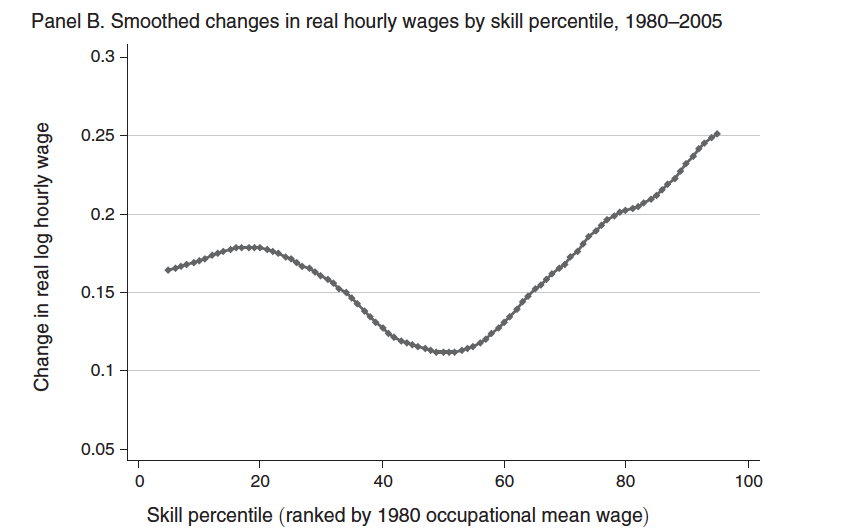 Panel B. Smoothed changes in real hourly wages by skill percentile, 1980–2005
Change in real log hourly wage
0.3
0.25
0.2
0.15
0.1
0.05
0 20 40 60 80 100
Skill percentile (ranked by 1980 occupational mean wage)